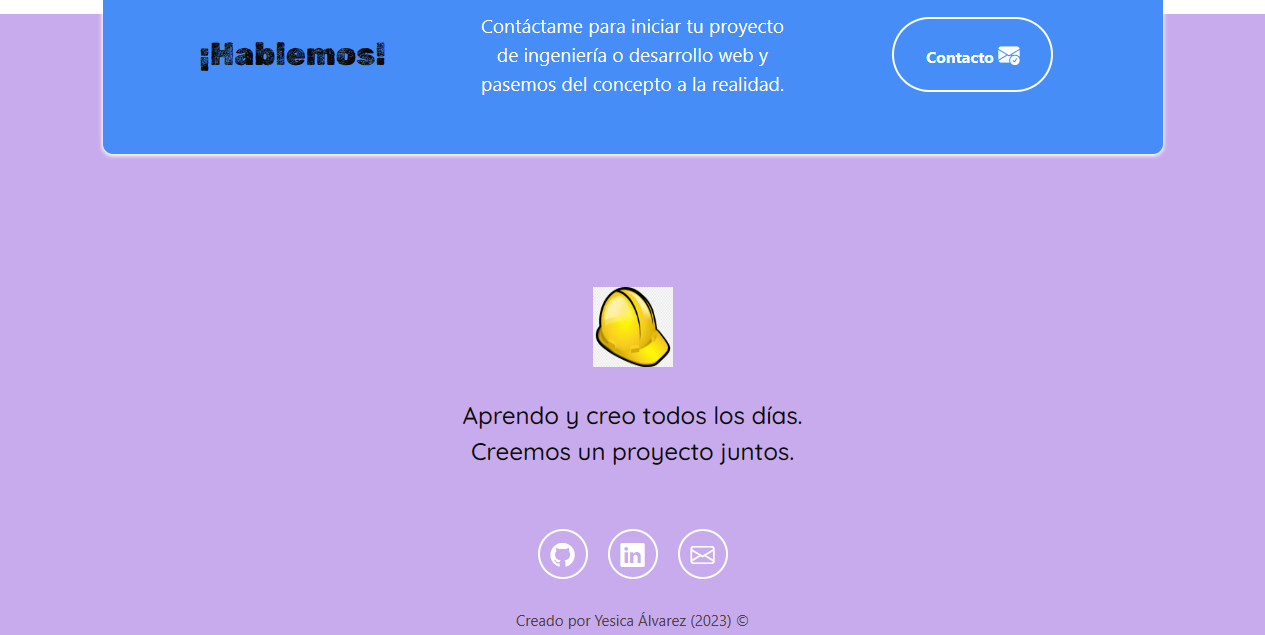 ¡Hablemos!
Contáctame para iniciar tu proyecto
de ingeniería o desarrollo web y
pasemos del concepto a la realidad.
Contacto
Aprendo y creo todos los días.
Creemos un proyecto juntos.
in
Creado por Yesica Álvarez (2023) ©